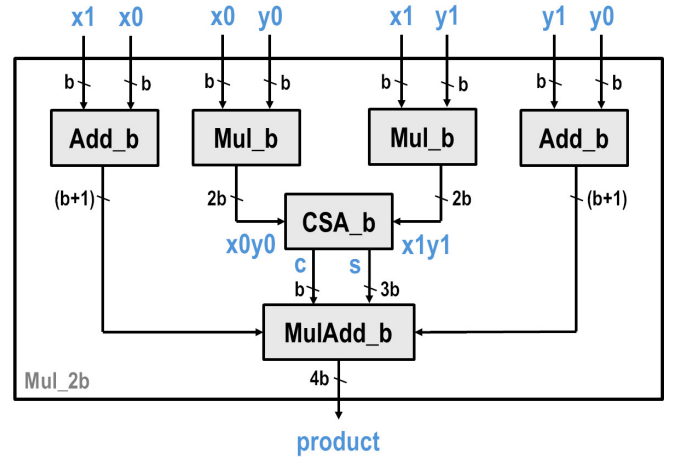 x1 x0 x0 y0 x1 y1 y1 y0
b b b b b b b b
Add_b Mul_b Mul_b Add_b
(b+1) 2b 2b (b+1)
CSA_b
x0y0 x1y1
c s
b 3b
MulAdd_b
Mul_2b 4b
product